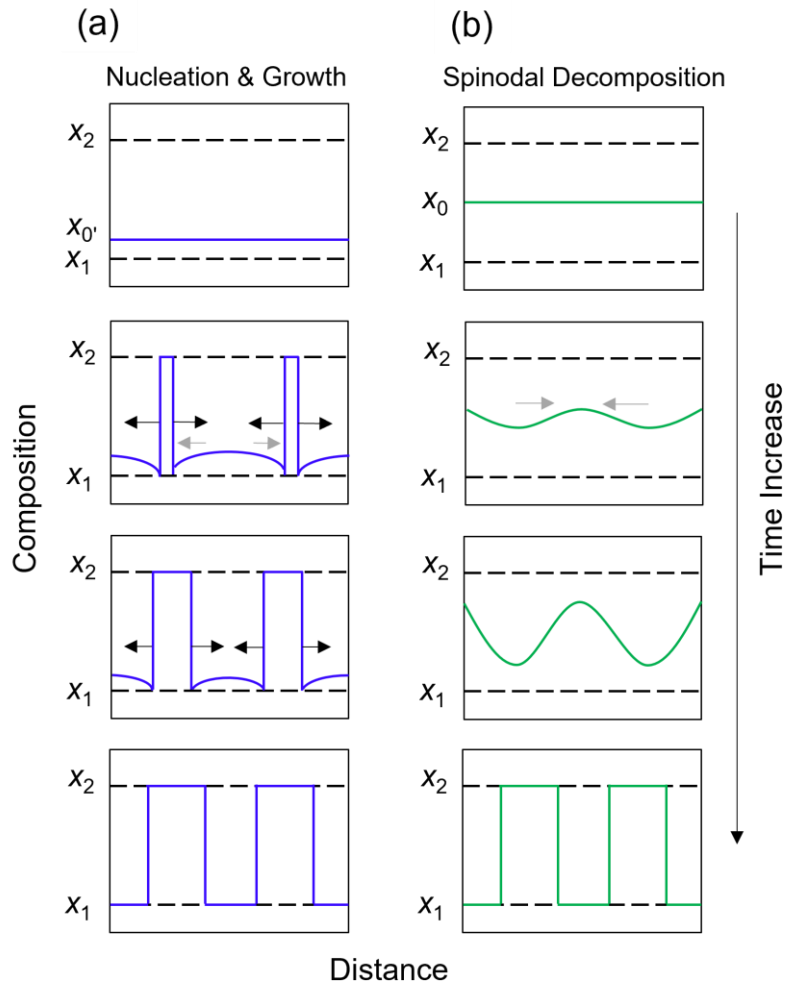 (a)
Nucleation & Growth
x2
x0'
x1
x2
x1
x2
x1
x2
x1
(b)
Spinodal Decomposition
x2
x0
x1
x2
x1
x2
x1
x2
x1
Composition
Distance
Time Increase